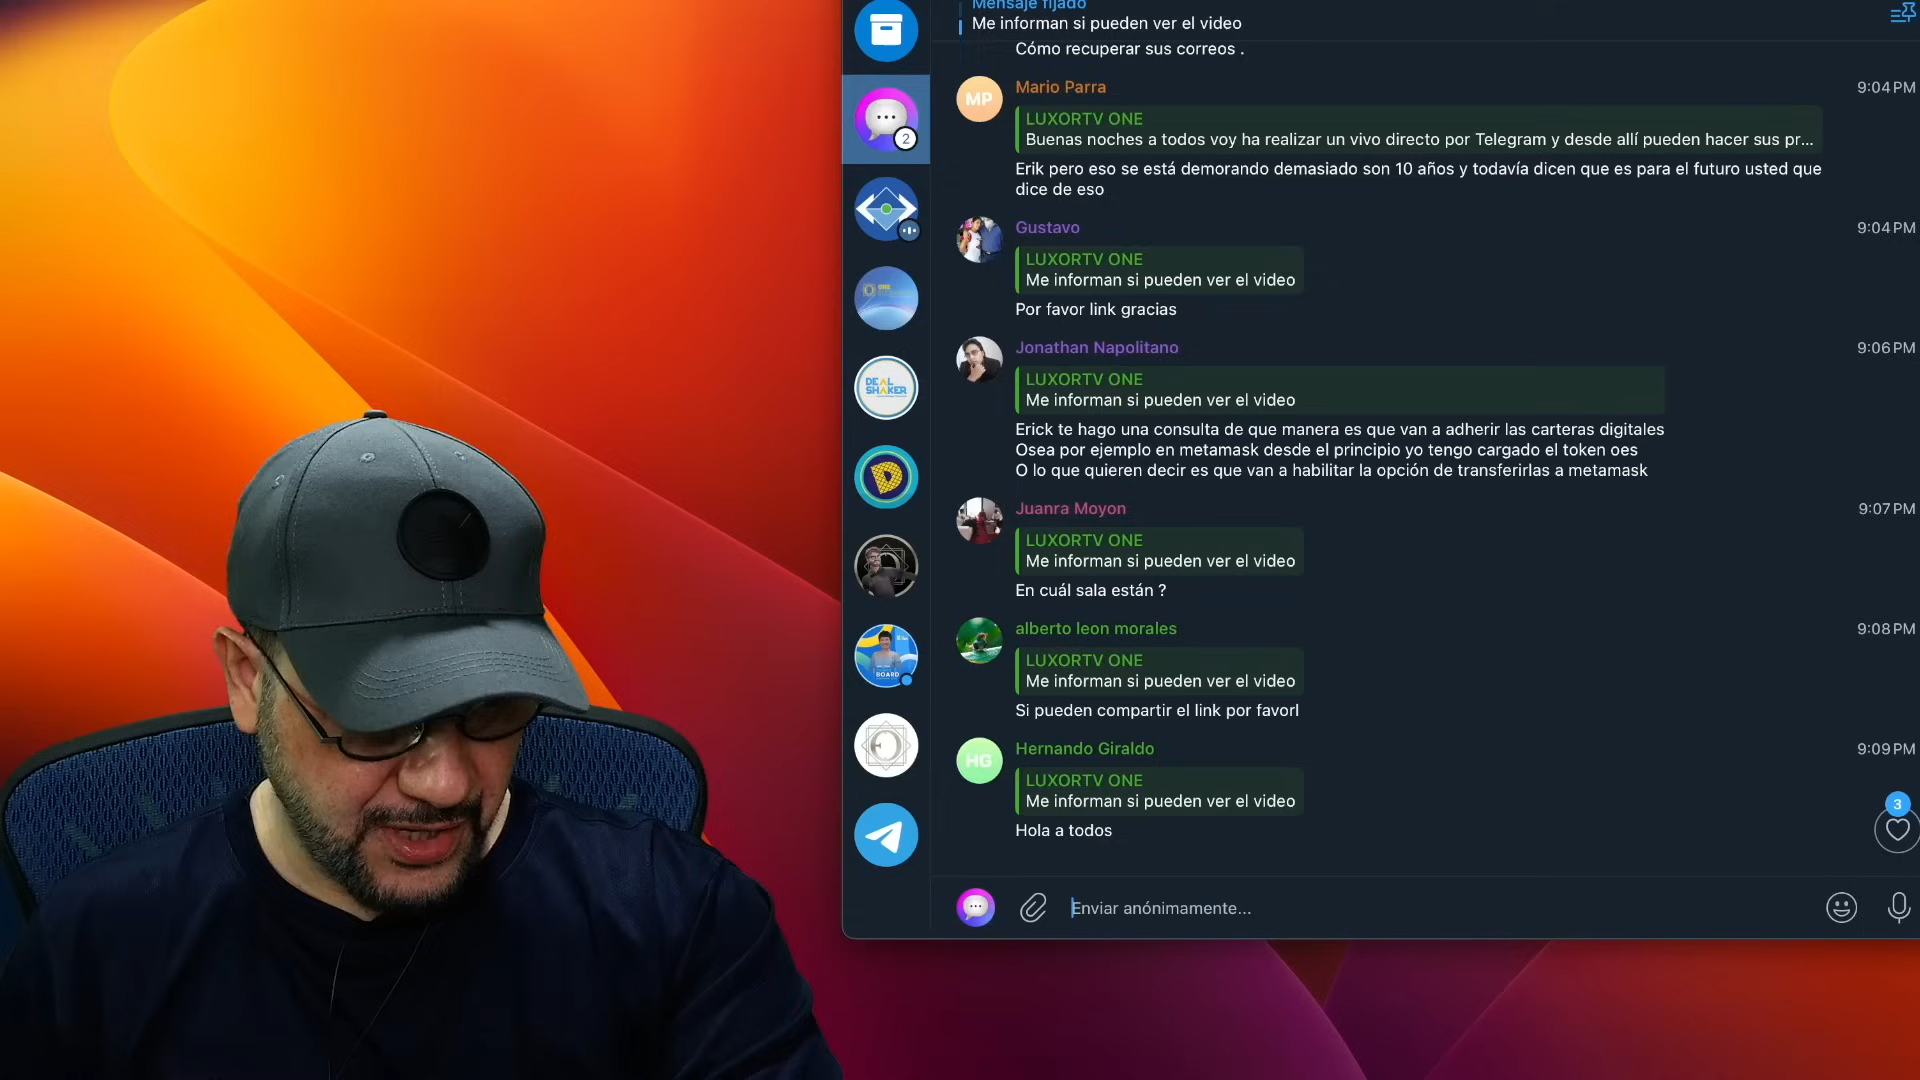 Mensaje fijado
Me informan si pueden ver el video
Cómo recuperar sus correos .
MP
Mario Parra
9:04 PM
LUXORTV ONE
Buenas noches a todos voy ha realizar un vivo directo por Telegram y desde allí pueden hacer sus pr...
Erik pero eso se está demorando demasiado son 10 años y todavía dicen que es para el futuro usted que
dice de eso
2
Gustavo
9:04 PM
LUXORTV ONE
Me informan si pueden ver el video
Por favor link gracias
Jonathan Napolitano
9:06 PM
LUXORTV ONE
Me informan si pueden ver el video
Erick te hago una consulta de que manera es que van a adherir las carteras digitales
Osea por ejemplo en metamask desde el principio yo tengo cargado el token oes
O lo que quieren decir es que van a habilitar la opción de transferirlas a metamask
DEAL
SHAKER
D
Juanra Moyon
9:07 PM
LUXORTV ONE
Me informan si pueden ver el video
En cuál sala están ?
alberto leon morales
9:08 PM
LUXORTV ONE
Me informan si pueden ver el video
Si pueden compartir el link por favorl
BOARD
HG
Hernando Giraldo
9:09 PM
LUXORTV ONE
Me informan si pueden ver el video
Hola a todos
3
Enviar anónimamente...